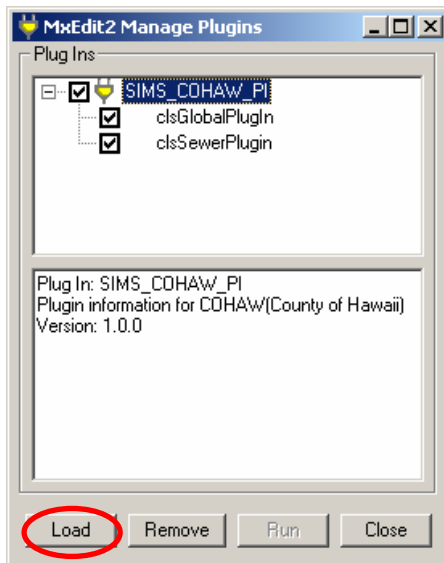 MxEdit2 Manage Plugins
Plug Ins
SIMS_COHAW_PI
clsGlobalPlugIn
clsSewerPlugin
Plug In: SIMS_COHAW_PI
Plugin information for COHAW(County of Hawaii)
Version: 1.0.0
Load Remove Run Close